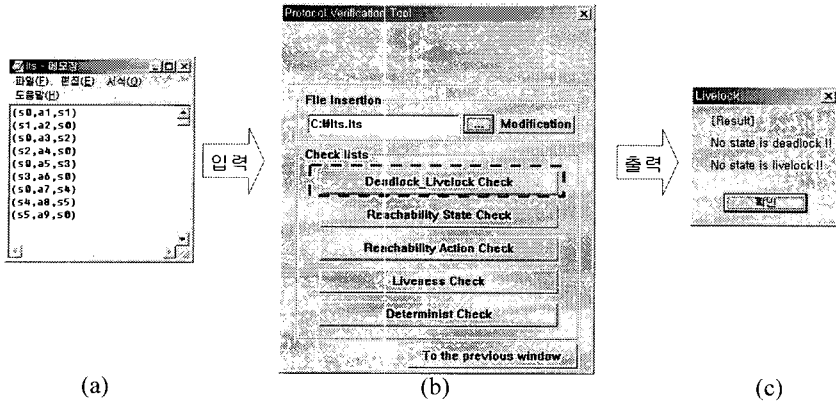 lts - 메모장
파일(F) 편집(E) 서식(O)
도움말(H)
(s0,a1,s1)
(s1,a2,s0)
(s0,a3,s2)
(s2,a4,s0)
(s0,a5,s3)
(s3,a6,s0)
(s0,a7,s4)
(s4,a8,s5)
(s5,a9,s0)
입력
Protocol Verification Tool
File Insertion
C:₩lts.lts
... Modification
Check lists
Deadlock_Livelock Check
Reachability State Check
Reachability Action Check
Liveness Check
Determinist Check
To the previous window
출력
Livelock
[Result]
No state is deadlock !!
No state is livelock !!
확인
(a)
(b)
(c)